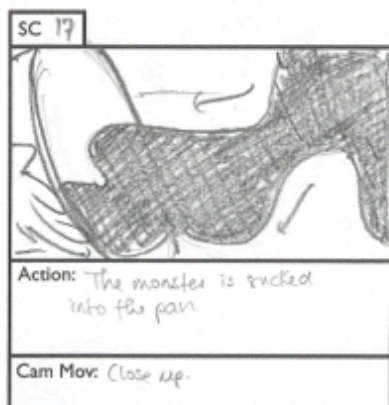 SC 17
Action: The monster is sucked
into the pan
Cam Mov: Close up.